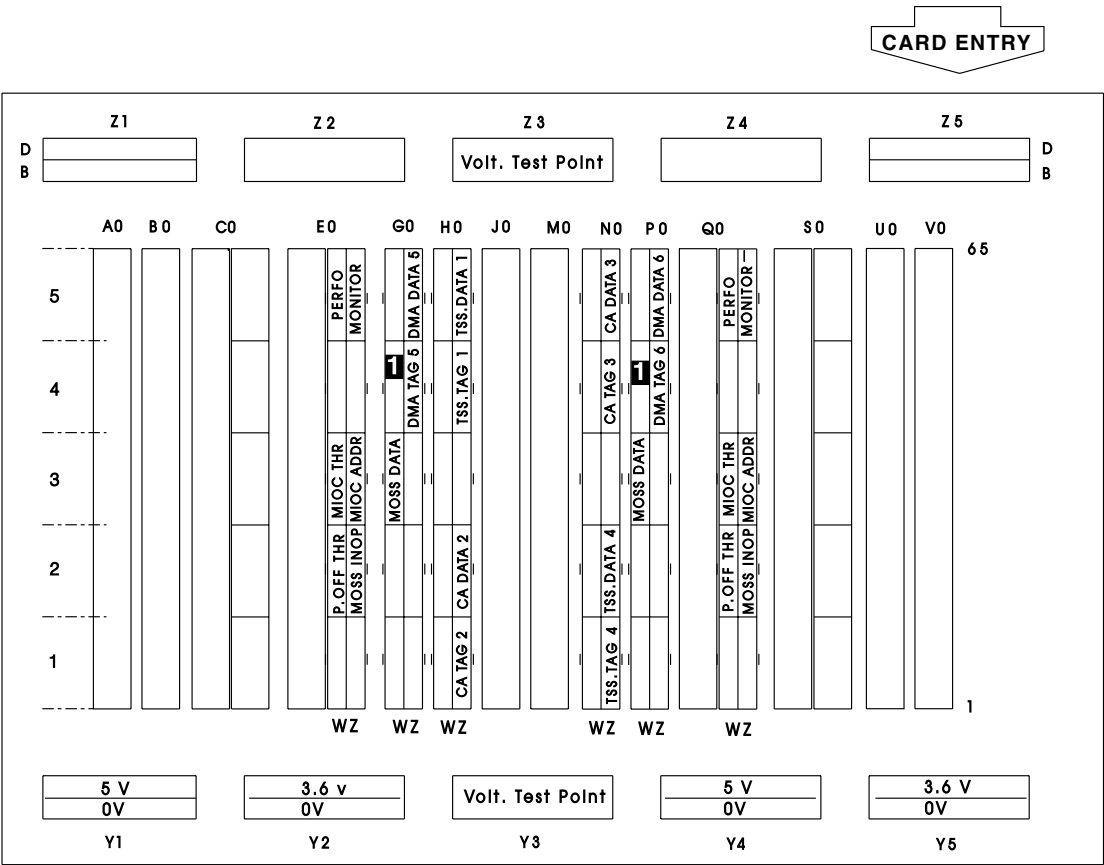 CARD ENTRY
Z1 Z2 Z3 Z4 Z5
D D
Volt. Test Point
B B
A0 B0 C0 E0 G0 H0 J0 M0 N0 P0 Q0 S0 U0 V0
65
5
PERFO
MONITOR
DMA DATA 5
TSS.DATA 1
CA DATA 3
DMA DATA 6
PERFO
MONITOR
4
1
DMA TAG 5
TSS.TAG 1
CA TAG 3
1
DMA TAG 6
3
MIOC THR
MIOC ADDR
MOSS DATA
MOSS DATA
MIOC THR
MIOC ADDR
2
P.OFF THR
MOSS INOP
CA DATA 2
TSS.DATA 4
P.OFF THR
MOSS INOP
1
CA TAG 2
TSS.TAG 4
1
WZ WZ WZ WZ WZ WZ
5 V 3.6 v Volt. Test Point 5 V 3.6 V
0V 0V 0V 0V
Y1 Y2 Y3 Y4 Y5